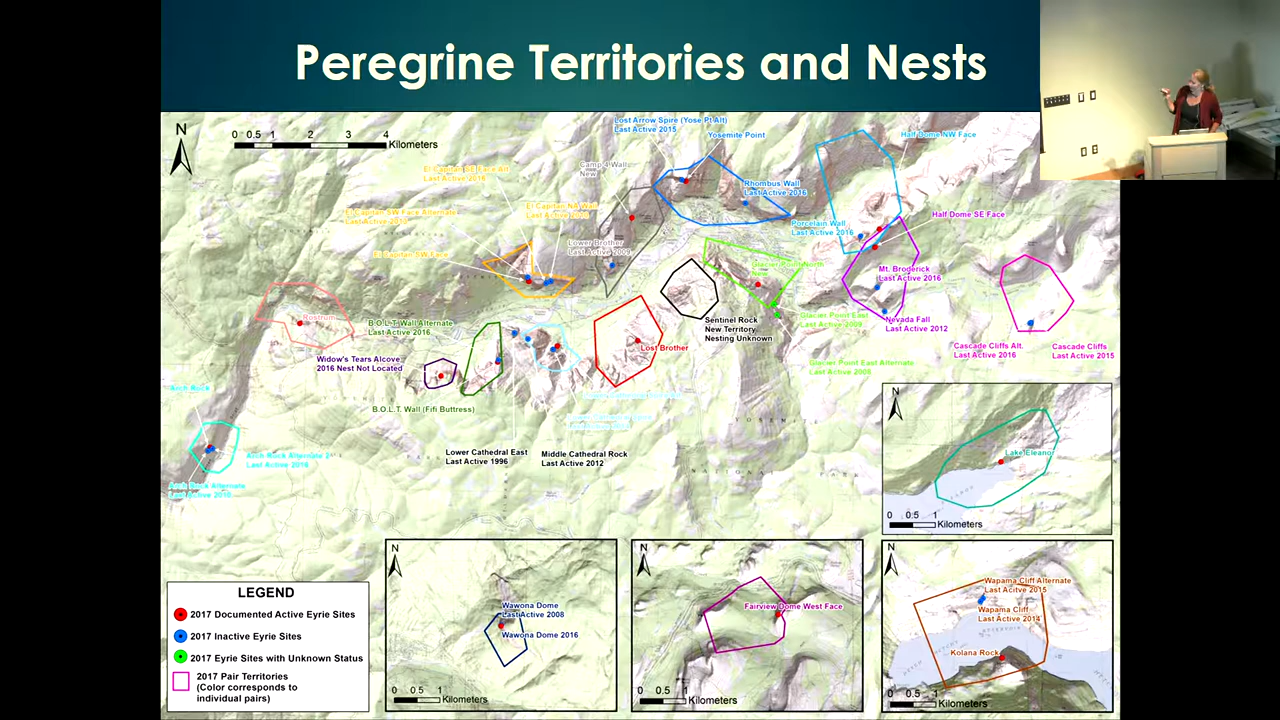 Peregrine Territories and Nests
N
0 0.5 1 2 3 4
Kilometers
Lost Arrow Spire (Yose Pt Alt)
Last Active 2015
Yosemite Point
Half Dome NW Face
Camp 4 Wall
New
El Capitan SE Face Alt
Last Active 2016
Rhombus Wall
Last Active 2016
El Capitan NA Wall
El Capitan SW Face Alternate
Half Dome SE Face
Porcelain Wall
Last Active 2016
Lower Brother
Last Active 2009
El Capitan SW Face
Glacier Point North
New
Mt. Broderick
Last Active 2016
Rostrum
B.O.L.T. Wall Alternate
Last Active 2016
Sentinel Rock
New Territory
Nesting Unknown
Glacier Point East
Last Active 2009
Nevada Fall
Last Active 2012
Lost Brother
Cascade Cliffs Alt.
Last Active 2016
Cascade Cliffs
Last Active 2015
Widow's Tears Alcove
2016 Nest Not Located
Glacier Point East Alternate
Last Active 2008
Arch Rock
B.O.L.T. Wall (Fifi Buttress)
Lower Cathedral East
Last Active 1996
Middle Cathedral Rock
Last Active 2012
Arch Rock Alternate 2
Last Active 2016
Arch Rock Alternate
Last Active 2010
N
Lake Eleanor
0 0.5 1
Kilometers
LEGEND
2017 Documented Active Eyrie Sites
2017 Inactive Eyrie Sites
2017 Eyrie Sites with Unknown Status
2017 Pair Territories
(Color corresponds to
individual pairs)
N
Wawona Dome
Last Active 2008
Wawona Dome 2016
0 0.5 1
Kilometers
N
Fairview Dome West Face
0 0.5 1
Kilometers
N
Wapama Cliff Alternate
Last Acitve 2015
Wapama Cliff
Last Active 2014
Kolana Rock
0 0.5 1
Kilometers